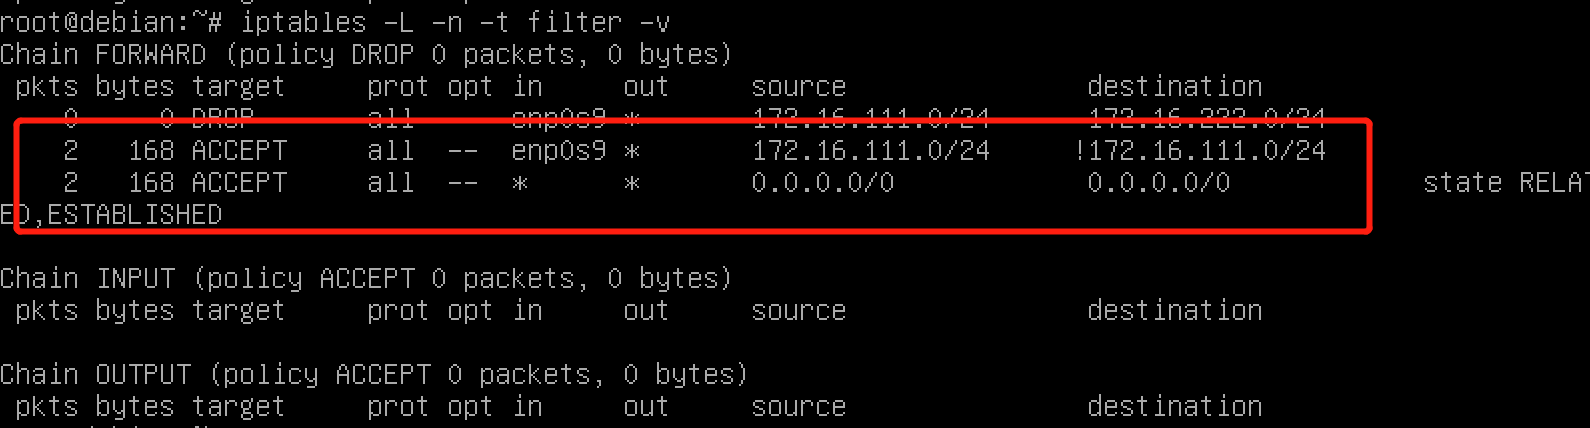 root@debian:~# iptables -L -n -t filter -v
Chain FORWARD (policy DROP 0 packets, 0 bytes)
pkts bytes target prot opt in out source destination
0 0 DROP all enp0s9 * 172.16.111.0/24 172.16.222.0/24
2 168 ACCEPT all -- enp0s9 * 172.16.111.0/24 !172.16.111.0/24
2 168 ACCEPT all -- * * 0.0.0.0/0 0.0.0.0/0 state RELAT
ED,ESTABLISHED
Chain INPUT (policy ACCEPT 0 packets, 0 bytes)
pkts bytes target prot opt in out source destination
Chain OUTPUT (policy ACCEPT 0 packets, 0 bytes)
pkts bytes target prot opt in out source destination